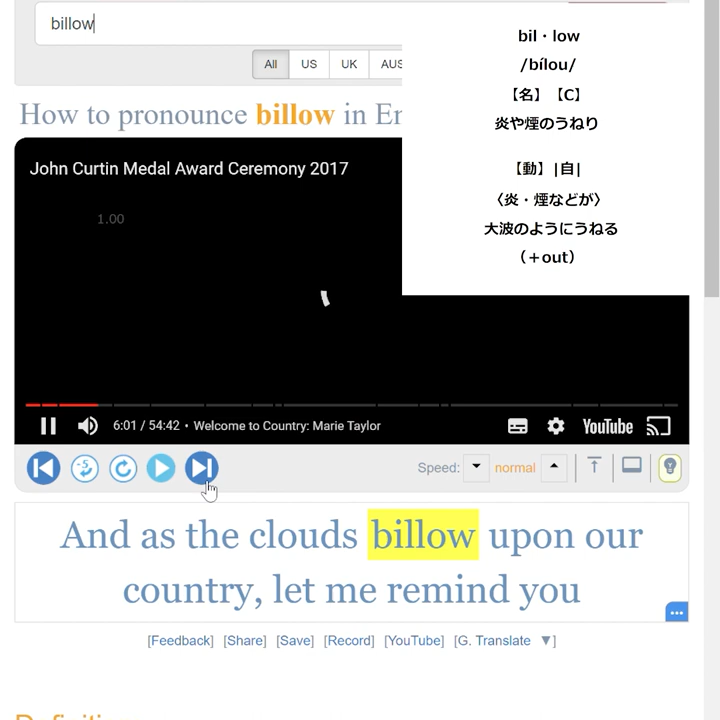 billow
All US UK AUS
How to pronounce billow in En
bil・low
/bílou/
【名】【C】
炎や煙のうねり
【動】|自|
〈炎・煙などが〉
大波のようにうねる
（＋out）
John Curtin Medal Award Ceremony 2017
1.00
6:01 / 54:42 • Welcome to Country: Marie Taylor
YouTube
-5
Speed: normal
And as the clouds billow upon our
country, let me remind you
[Feedback] [Share] [Save] [Record] [YouTube] [G. Translate ▼]